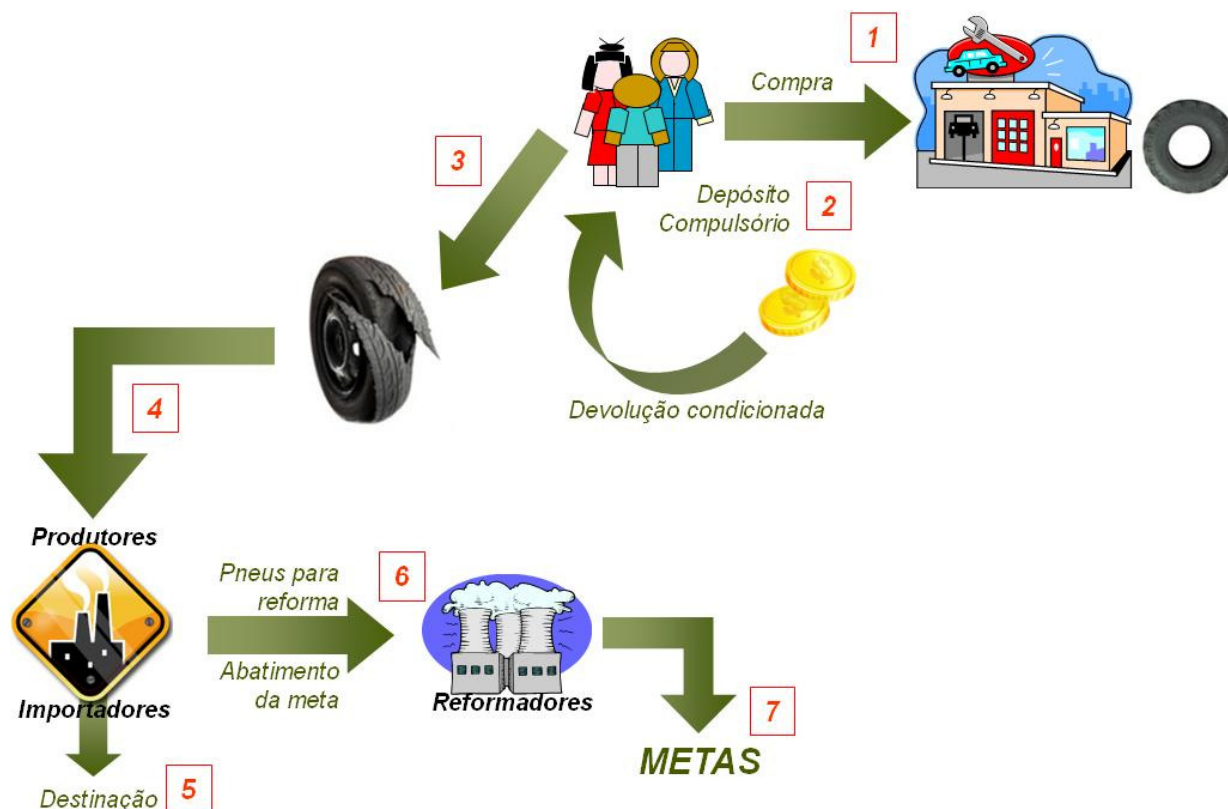 1
Compra
3
Depósito
Compulsório
2
Devolução condicionada
4
Produtores
Pneus para
reforma
6
Abatimento
da meta
Importadores
Reformadores
7
METAS
Destinação
5